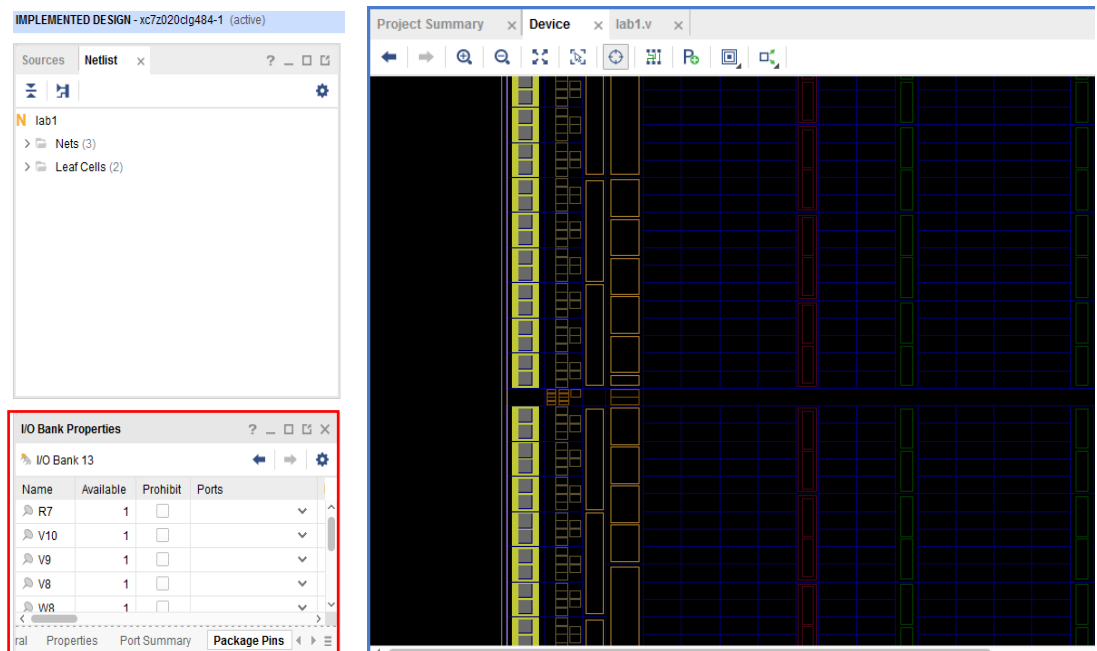 IMPLEMENTED DESIGN - xc7z020clg484-1 (active)
Sources Netlist
lab1
Nets (3)
Leaf Cells (2)
I/O Bank Properties
I/O Bank 13
Name Available Prohibit Ports
R7 1
V10 1
V9 1
V8 1
W8 1
ral Properties Port Summary Package Pins
Project Summary Device lab1.v